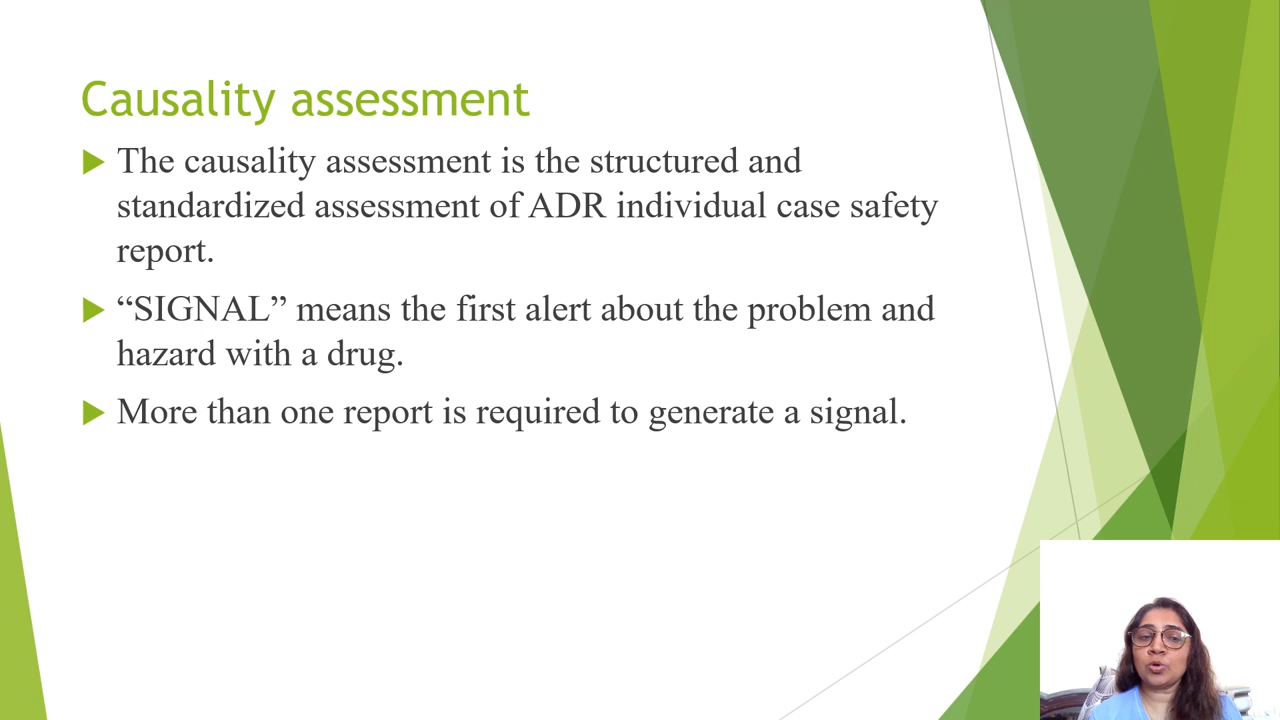 Causality assessment
The causality assessment is the structured and
standardized assessment of ADR individual case safety
report.
“SIGNAL” means the first alert about the problem and
hazard with a drug.
More than one report is required to generate a signal.